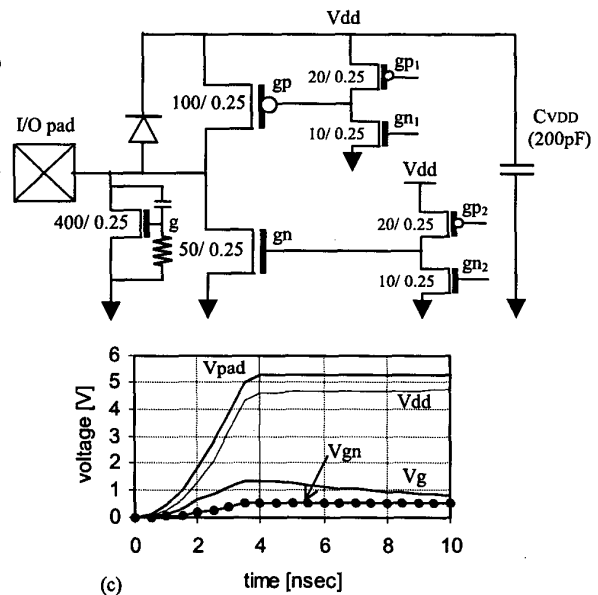 Vdd
gp₁
20/ 0.25
gp
100/ 0.25
gn₁
10/ 0.25
CVDD
(200pF)
I/O pad
Vdd
gp₂
20/ 0.25
g
400/ 0.25
50/ 0.25
gn
gn₂
10/ 0.25
voltage [V]
6
5
4
3
2
1
0
Vpad
Vdd
Vgn
Vg
0
2
4
6
8
10
(c)
time [nsec]